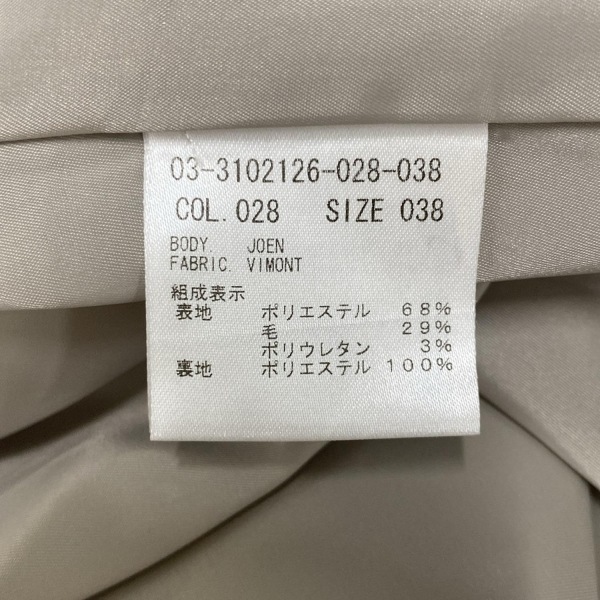 03-3102126-028-038
COL. 028 SIZE 038
BODY. JOEN
FABRIC. VIMONT
組成表示
表地 ポリエステル 68%
毛 29%
ポリウレタン 3%
裏地 ポリエステル 100%